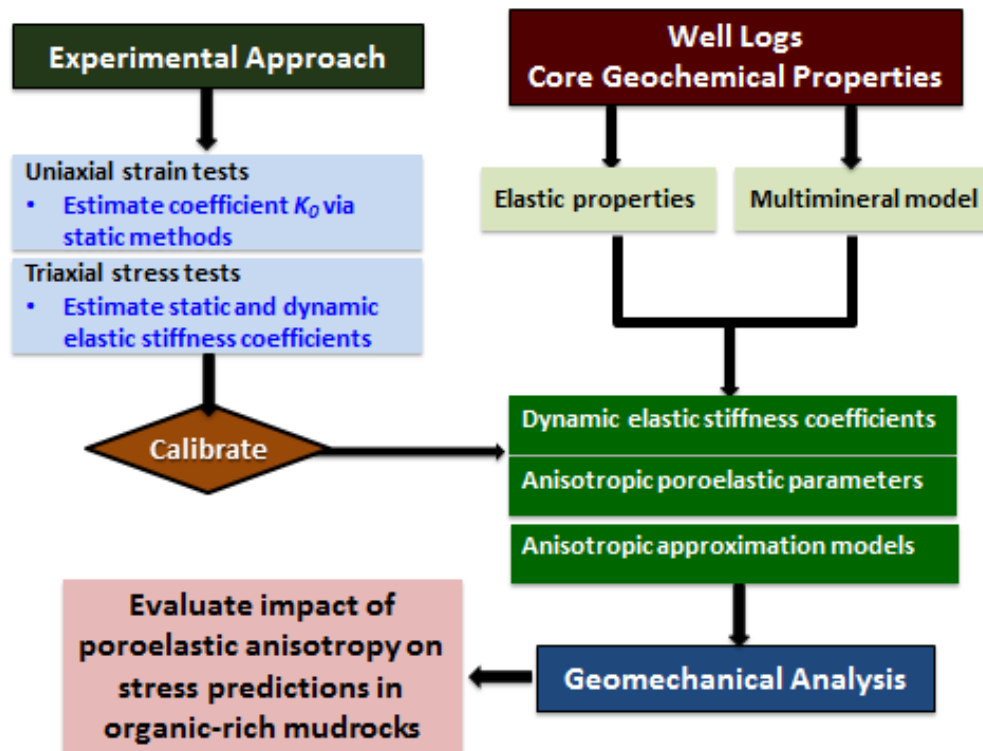 Experimental Approach
Uniaxial strain tests
• Estimate coefficient K0 via
static methods
Triaxial stress tests
• Estimate static and dynamic
elastic stiffness coefficients
Calibrate
Well Logs
Core Geochemical Properties
Elastic properties
Multimineral model
Dynamic elastic stiffness coefficients
Anisotropic poroelastic parameters
Anisotropic approximation models
Geomechanical Analysis
Evaluate impact of
poroelastic anisotropy on
stress predictions in
organic-rich mudrocks